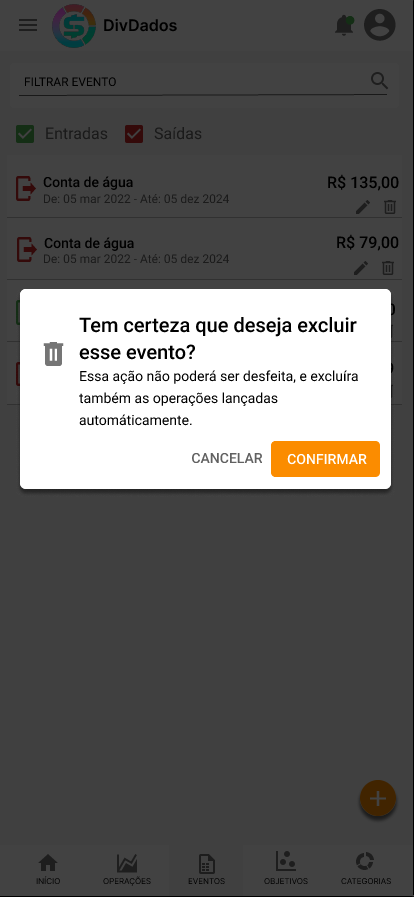 DivDados
FILTRAR EVENTO
Entradas Saídas
Conta de água R$ 135,00
De: 05 mar 2022 - Até: 05 dez 2024
Conta de água R$ 79,00
De: 05 mar 2022 - Até: 05 dez 2024
Tem certeza que deseja excluir
esse evento?
Essa ação não poderá ser desfeita, e excluíra
também as operações lançadas
automáticamente.
CANCELAR CONFIRMAR
INÍCIO OPERAÇÕES EVENTOS OBJETIVOS CATEGORIAS